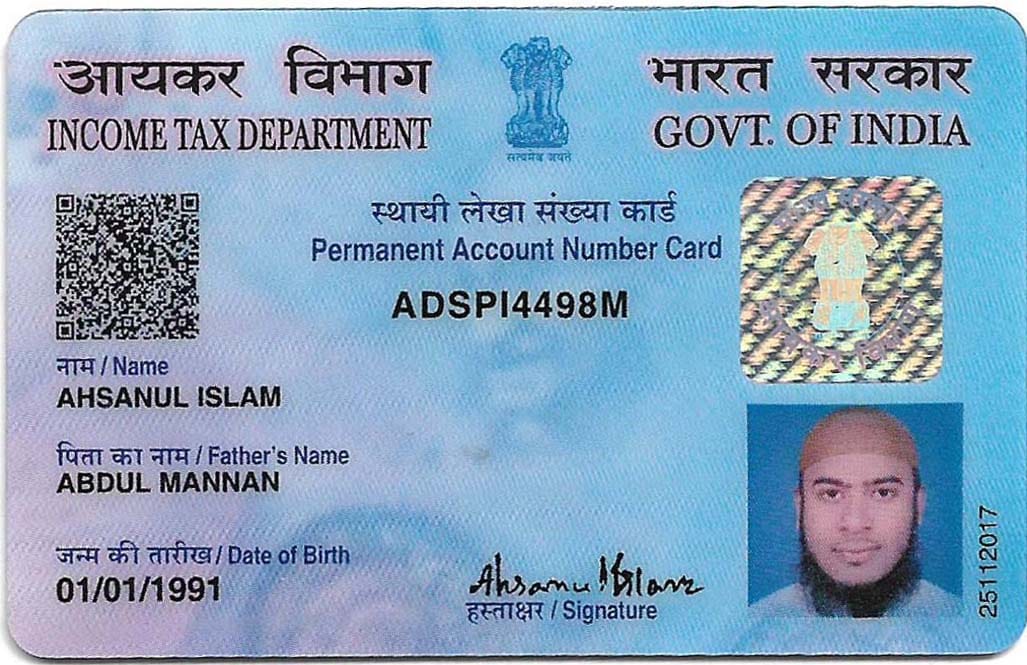 आयकर विभाग
INCOME TAX DEPARTMENT
सत्यमेव जयते
भारत सरकार
GOVT. OF INDIA
स्थायी लेखा संख्या कार्ड
Permanent Account Number Card
ADSPI4498M
नाम / Name
AHSANUL ISLAM
पिता का नाम / Father's Name
ABDUL MANNAN
जन्म की तारीख / Date of Birth
01/01/1991
Ahsanul Islam
हस्ताक्षर / Signature
25112017